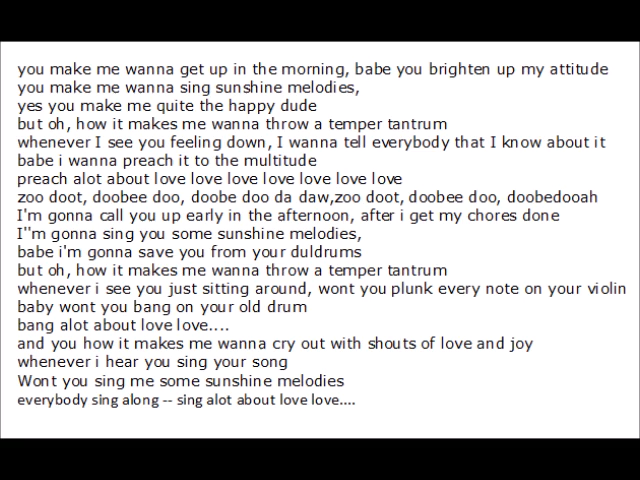 you make me wanna get up in the morning, babe you brighten up my attitude
you make me wanna sing sunshine melodies,
yes you make me quite the happy dude
but oh, how it makes me wanna throw a temper tantrum
whenever I see you feeling down, I wanna tell everybody that I know about it
babe i wanna preach it to the multitude
preach alot about love love love love love love love
zoo doot, doobee doo, doobe doo da daw,zoo doot, doobee doo, doobedooah
I'm gonna call you up early in the afternoon, after i get my chores done
I"m gonna sing you some sunshine melodies,
babe i'm gonna save you from your duldrums
but oh, how it makes me wanna throw a temper tantrum
whenever i see you just sitting around, wont you plunk every note on your violin
baby wont you bang on your old drum
bang alot about love love....
and you how it makes me wanna cry out with shouts of love and joy
whenever i hear you sing your song
Wont you sing me some sunshine melodies
everybody sing along -- sing alot about love love....